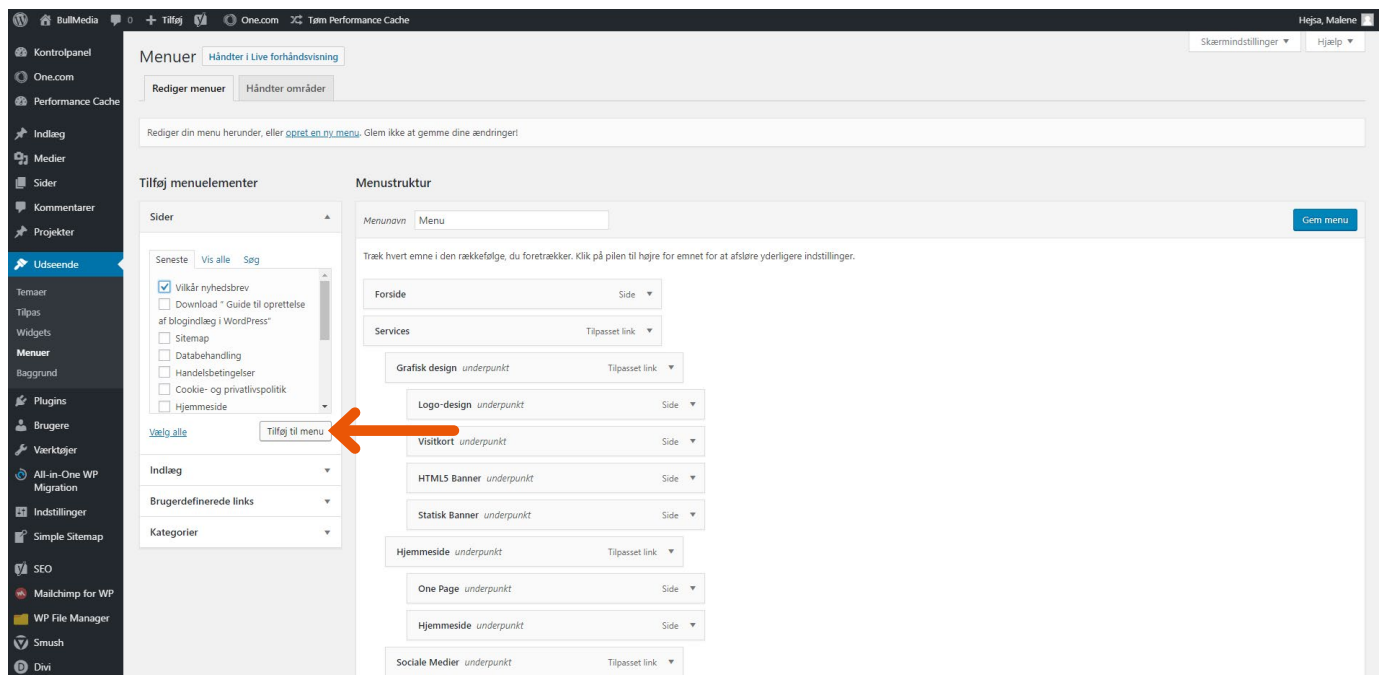 BullMedia 0 + Tilføj One.com Tøm Performance Cache Hejsa, Malene
Skærmindstillinger ▼ Hjælp ▼
Kontrolpanel
One.com
Performance Cache
Indlæg
Medier
Sider
Kommentarer
Projekter
Udseende
Temaer
Tilpas
Widgets
Menuer
Baggrund
Plugins
Brugere
Værktøjer
All-in-One WP
Migration
Indstillinger
Simple Sitemap
SEO
Mailchimp for WP
WP File Manager
Smush
Divi
Menuer Håndter i Live forhåndsvisning
Rediger menuer Håndter områder
Rediger din menu herunder, eller opret en ny menu. Glem ikke at gemme dine ændringer!
Tilføj menuelementer
Sider
Seneste Vis alle Søg
Vilkår nyhedsbrev
Download " Guide til oprettelse
af blogindlæg i WordPress"
Sitemap
Databehandling
Handelsbetingelser
Cookie- og privatlivspolitik
Hjemmeside
Vælg alle Tilføj til menu
Indlæg
Brugerdefinerede links
Kategorier
Menustruktur
Menunavn Menu Gem menu
Træk hvert emne i den rækkefølge, du foretrækker. Klik på pilen til højre for emnet for at afsløre yderligere indstillinger.
Forside Side ▼
Services Tilpasset link ▼
Grafisk design underpunkt Tilpasset link ▼
Logo-design underpunkt Side ▼
Visitkort underpunkt Side ▼
HTML5 Banner underpunkt Side ▼
Statisk Banner underpunkt Side ▼
Hjemmeside underpunkt Tilpasset link ▼
One Page underpunkt Side ▼
Hjemmeside underpunkt Side ▼
Sociale Medier underpunkt Tilpasset link ▼